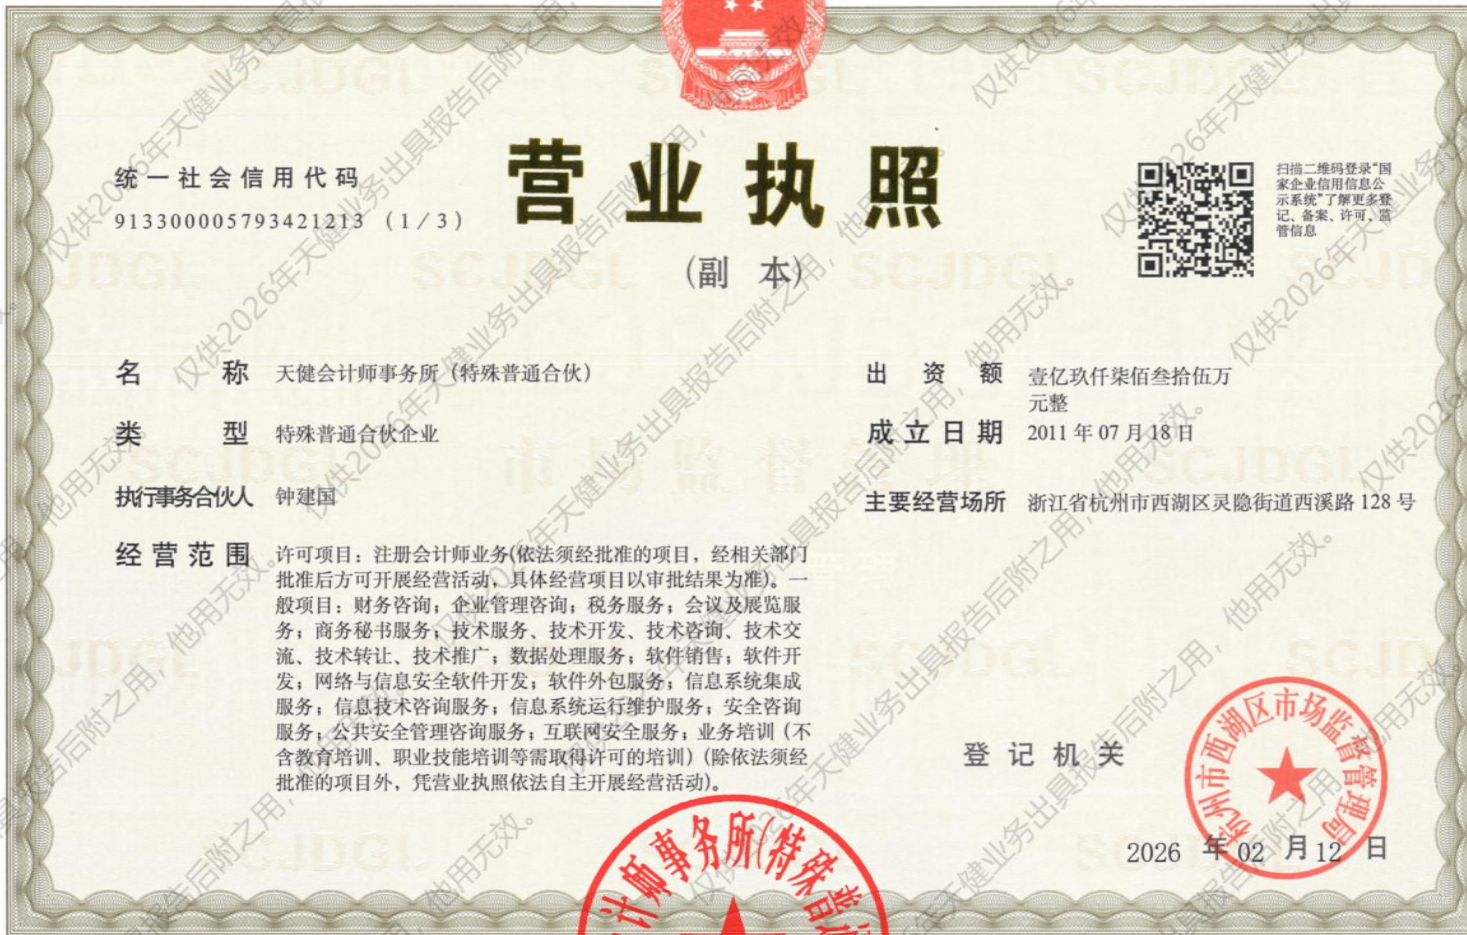 统一社会信用代码
913300005793421213 (1/3)
营业执照
(副 本)
扫描二维码登录“国
家企业信用信息公
示系统”了解更多登
记、备案、许可、监
管信息
名 称 天健会计师事务所(特殊普通合伙)
类 型 特殊普通合伙企业
执行事务合伙人 钟建国
经营范围 许可项目:注册会计师业务(依法须经批准的项目,经相关部门
批准后方可开展经营活动,具体经营项目以审批结果为准)。一
般项目:财务咨询;企业管理咨询;税务服务;会议及展览服
务;商务秘书服务;技术服务、技术开发、技术咨询、技术交
流、技术转让、技术推广;数据处理服务;软件销售;软件开
发;网络与信息安全软件开发;软件外包服务;信息系统集成
服务;信息技术咨询服务;信息系统运行维护服务;安全咨询
服务;公共安全管理咨询服务;互联网安全服务;业务培训(不
含教育培训、职业技能培训等需取得许可的培训)(除依法须经
批准的项目外,凭营业执照依法自主开展经营活动)。
出资额 壹亿玖仟柒佰叁拾伍万
元整
成立日期 2011年07月18日
主要经营场所 浙江省杭州市西湖区灵隐街道西溪路128号
登记机关
杭州市西湖区市场监督管理局
2026 年 02 月 12 日
计师事务所(特殊普通
仅供2026年天健业务出具报告后附之用,他用无效。
SCJDGL
市场监督管理